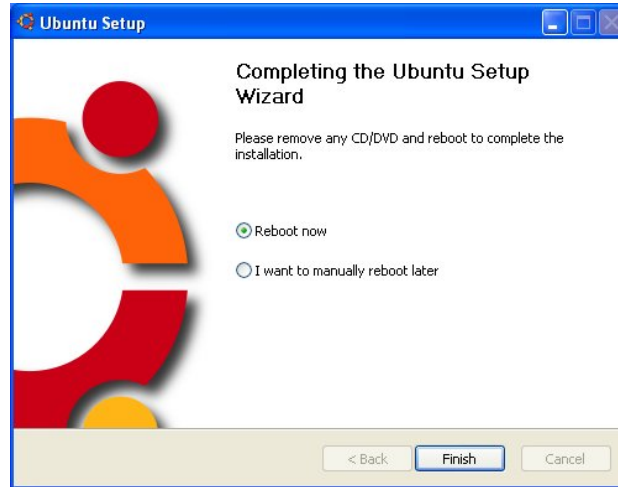 Ubuntu Setup
Completing the Ubuntu Setup
Wizard
Please remove any CD/DVD and reboot to complete the
installation.
Reboot now
I want to manually reboot later
< Back
Finish
Cancel